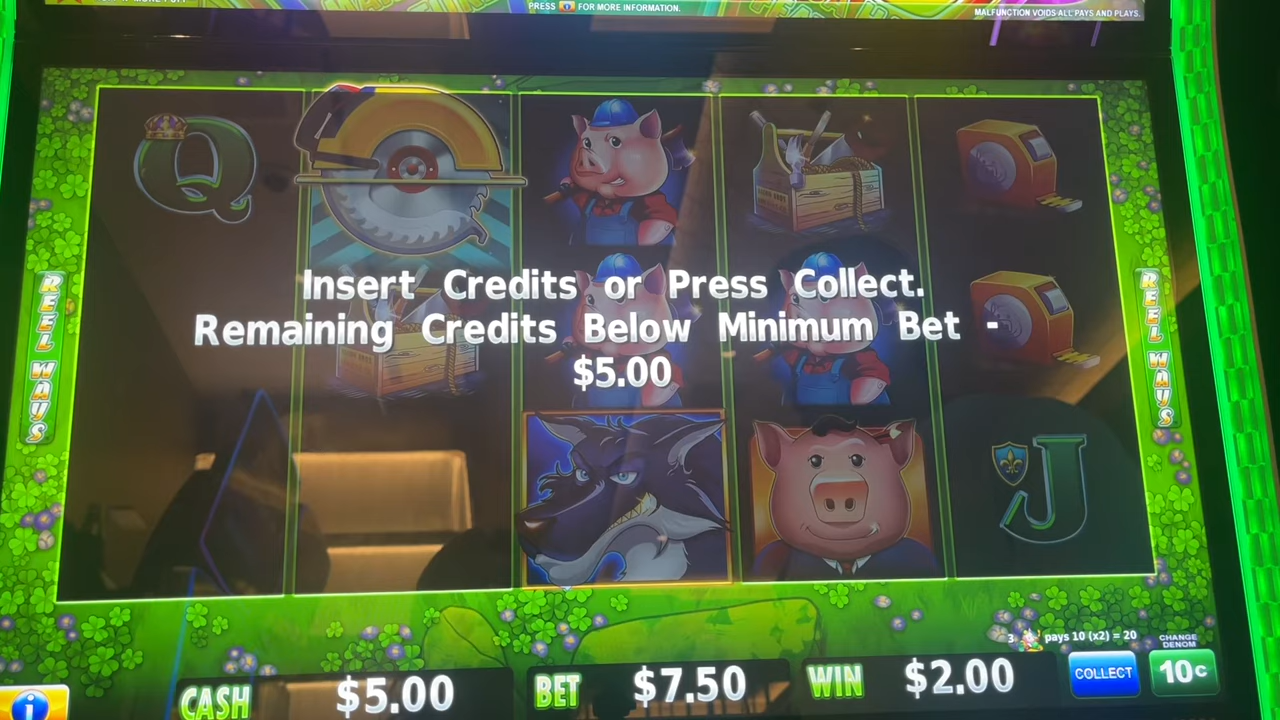 PRESS i FOR MORE INFORMATION.
MALFUNCTION VOIDS ALL PAYS AND PLAYS.
Q
Insert Credits or Press Collect.
Remaining Credits Below Minimum Bet -
$5.00
REEL WAYS
REEL WAYS
J
3 pays 10 (x2) = 20
CHANGE
DENOM
i
CASH $5.00
BET $7.50
WIN $2.00
COLLECT
10¢